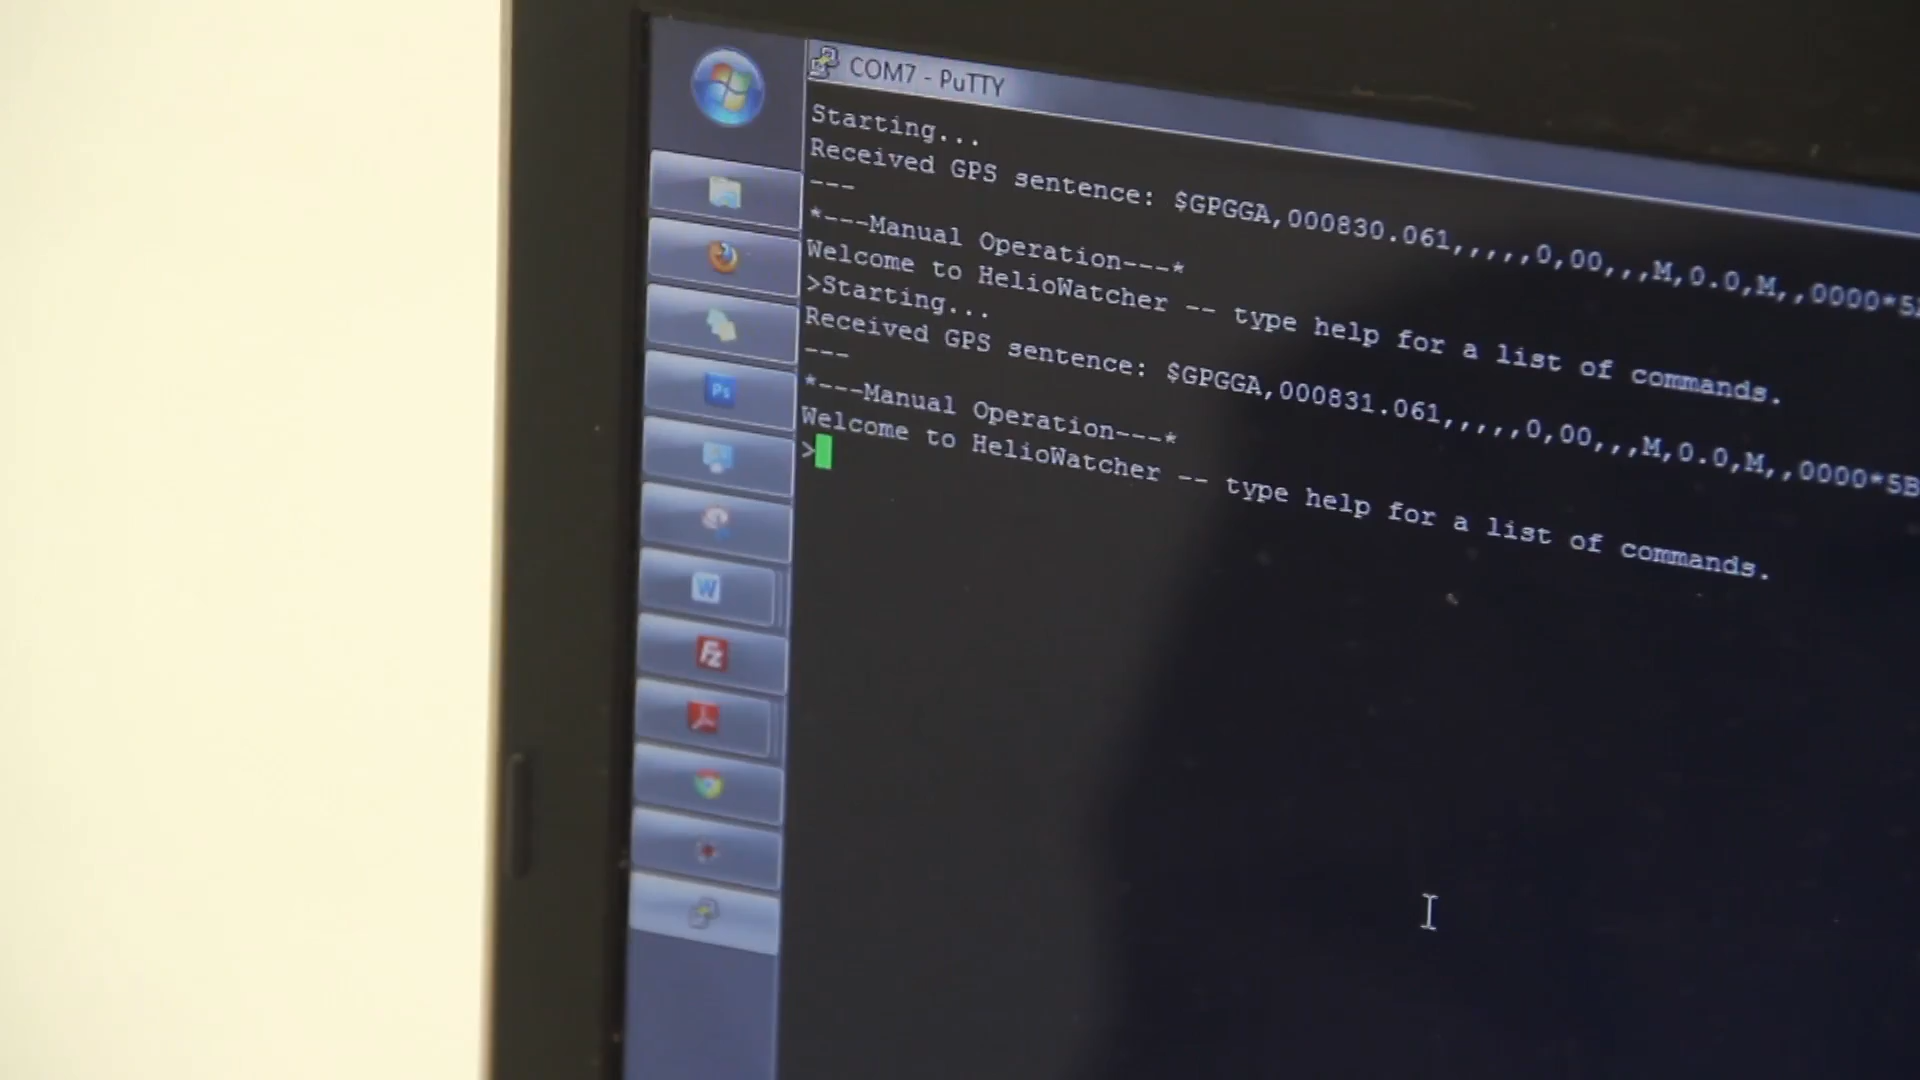 COM7 - PuTTY
Starting...
Received GPS sentence: $GPGGA,000830.061,,,,,0,00,,,M,0.0,M,,0000*5
---
*---Manual Operation---*
Welcome to HelioWatcher -- type help for a list of commands.
>Starting...
Received GPS sentence: $GPGGA,000831.061,,,,,0,00,,,M,0.0,M,,0000*5B
---
*---Manual Operation---*
Welcome to HelioWatcher -- type help for a list of commands.
>
Ps
W
Fz